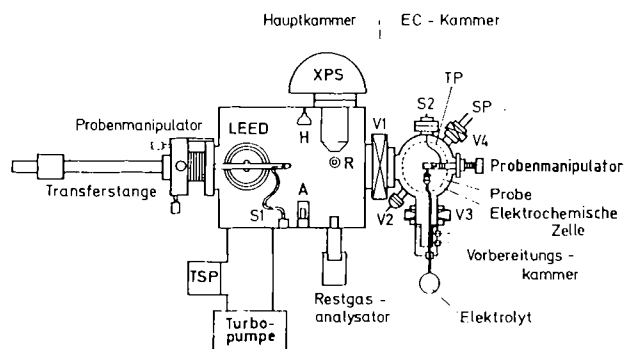 Hauptkammer
EC - Kammer
XPS
TP
S2
SP
V1
V4
Probenmanipulator
LEED
H
R
Probenmanipulator
Transferstange
A
S1
V2
V3
Probe
Elektrochemische
Zelle
Vorbereitungs -
kammer
TSP
Restgas-
analysator
Elektrolyt
Turbo-
pumpe